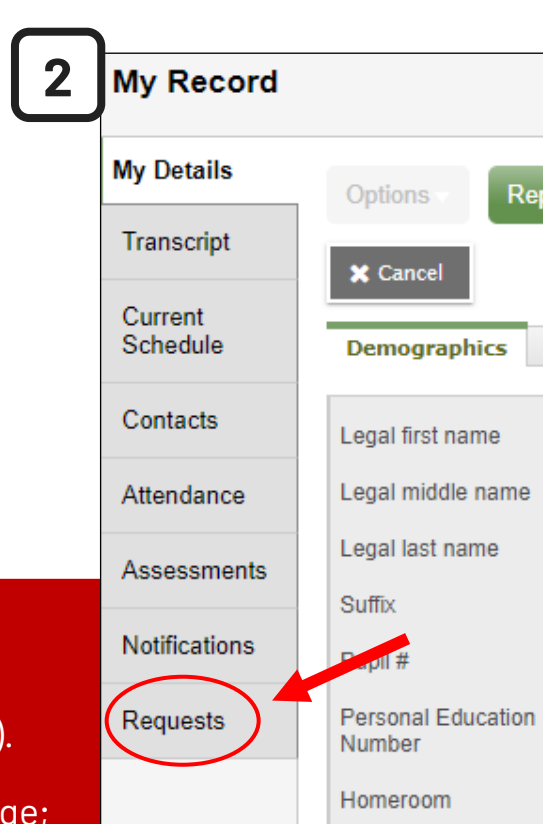 2
My Record
My Details
Transcript
Current
Schedule
Contacts
Attendance
Assessments
Notifications
Requests
Options
✖ Cancel
Demographics
Legal first name
Legal middle name
Legal last name
Suffix
Pupil #
Personal Education
Number
Homeroom
).